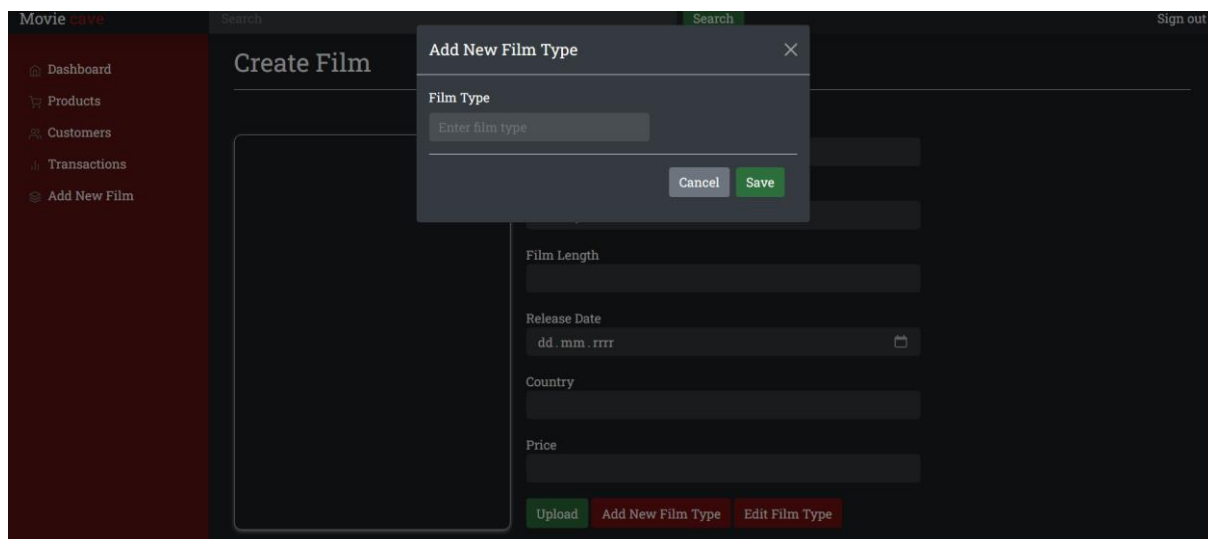 Movie cave
Search
Search
Sign out
Dashboard
Products
Customers
Transactions
Add New Film
Create Film
Add New Film Type
Film Type
Enter film type
Cancel
Save
Film Length
Release Date
dd.mm.rrrr
Country
Price
Upload
Add New Film Type
Edit Film Type